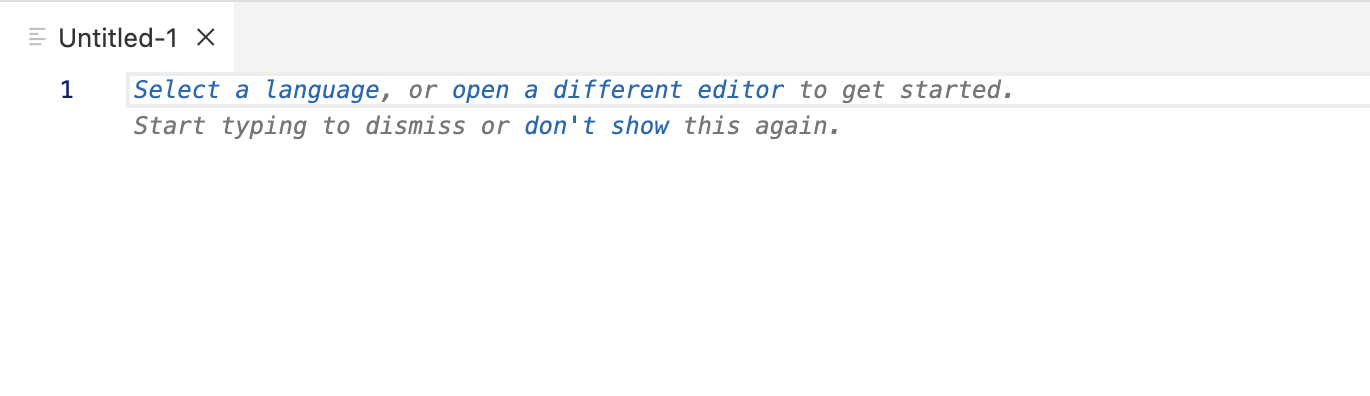 Untitled-1
1 Select a language, or open a different editor to get started.
Start typing to dismiss or don't show this again.